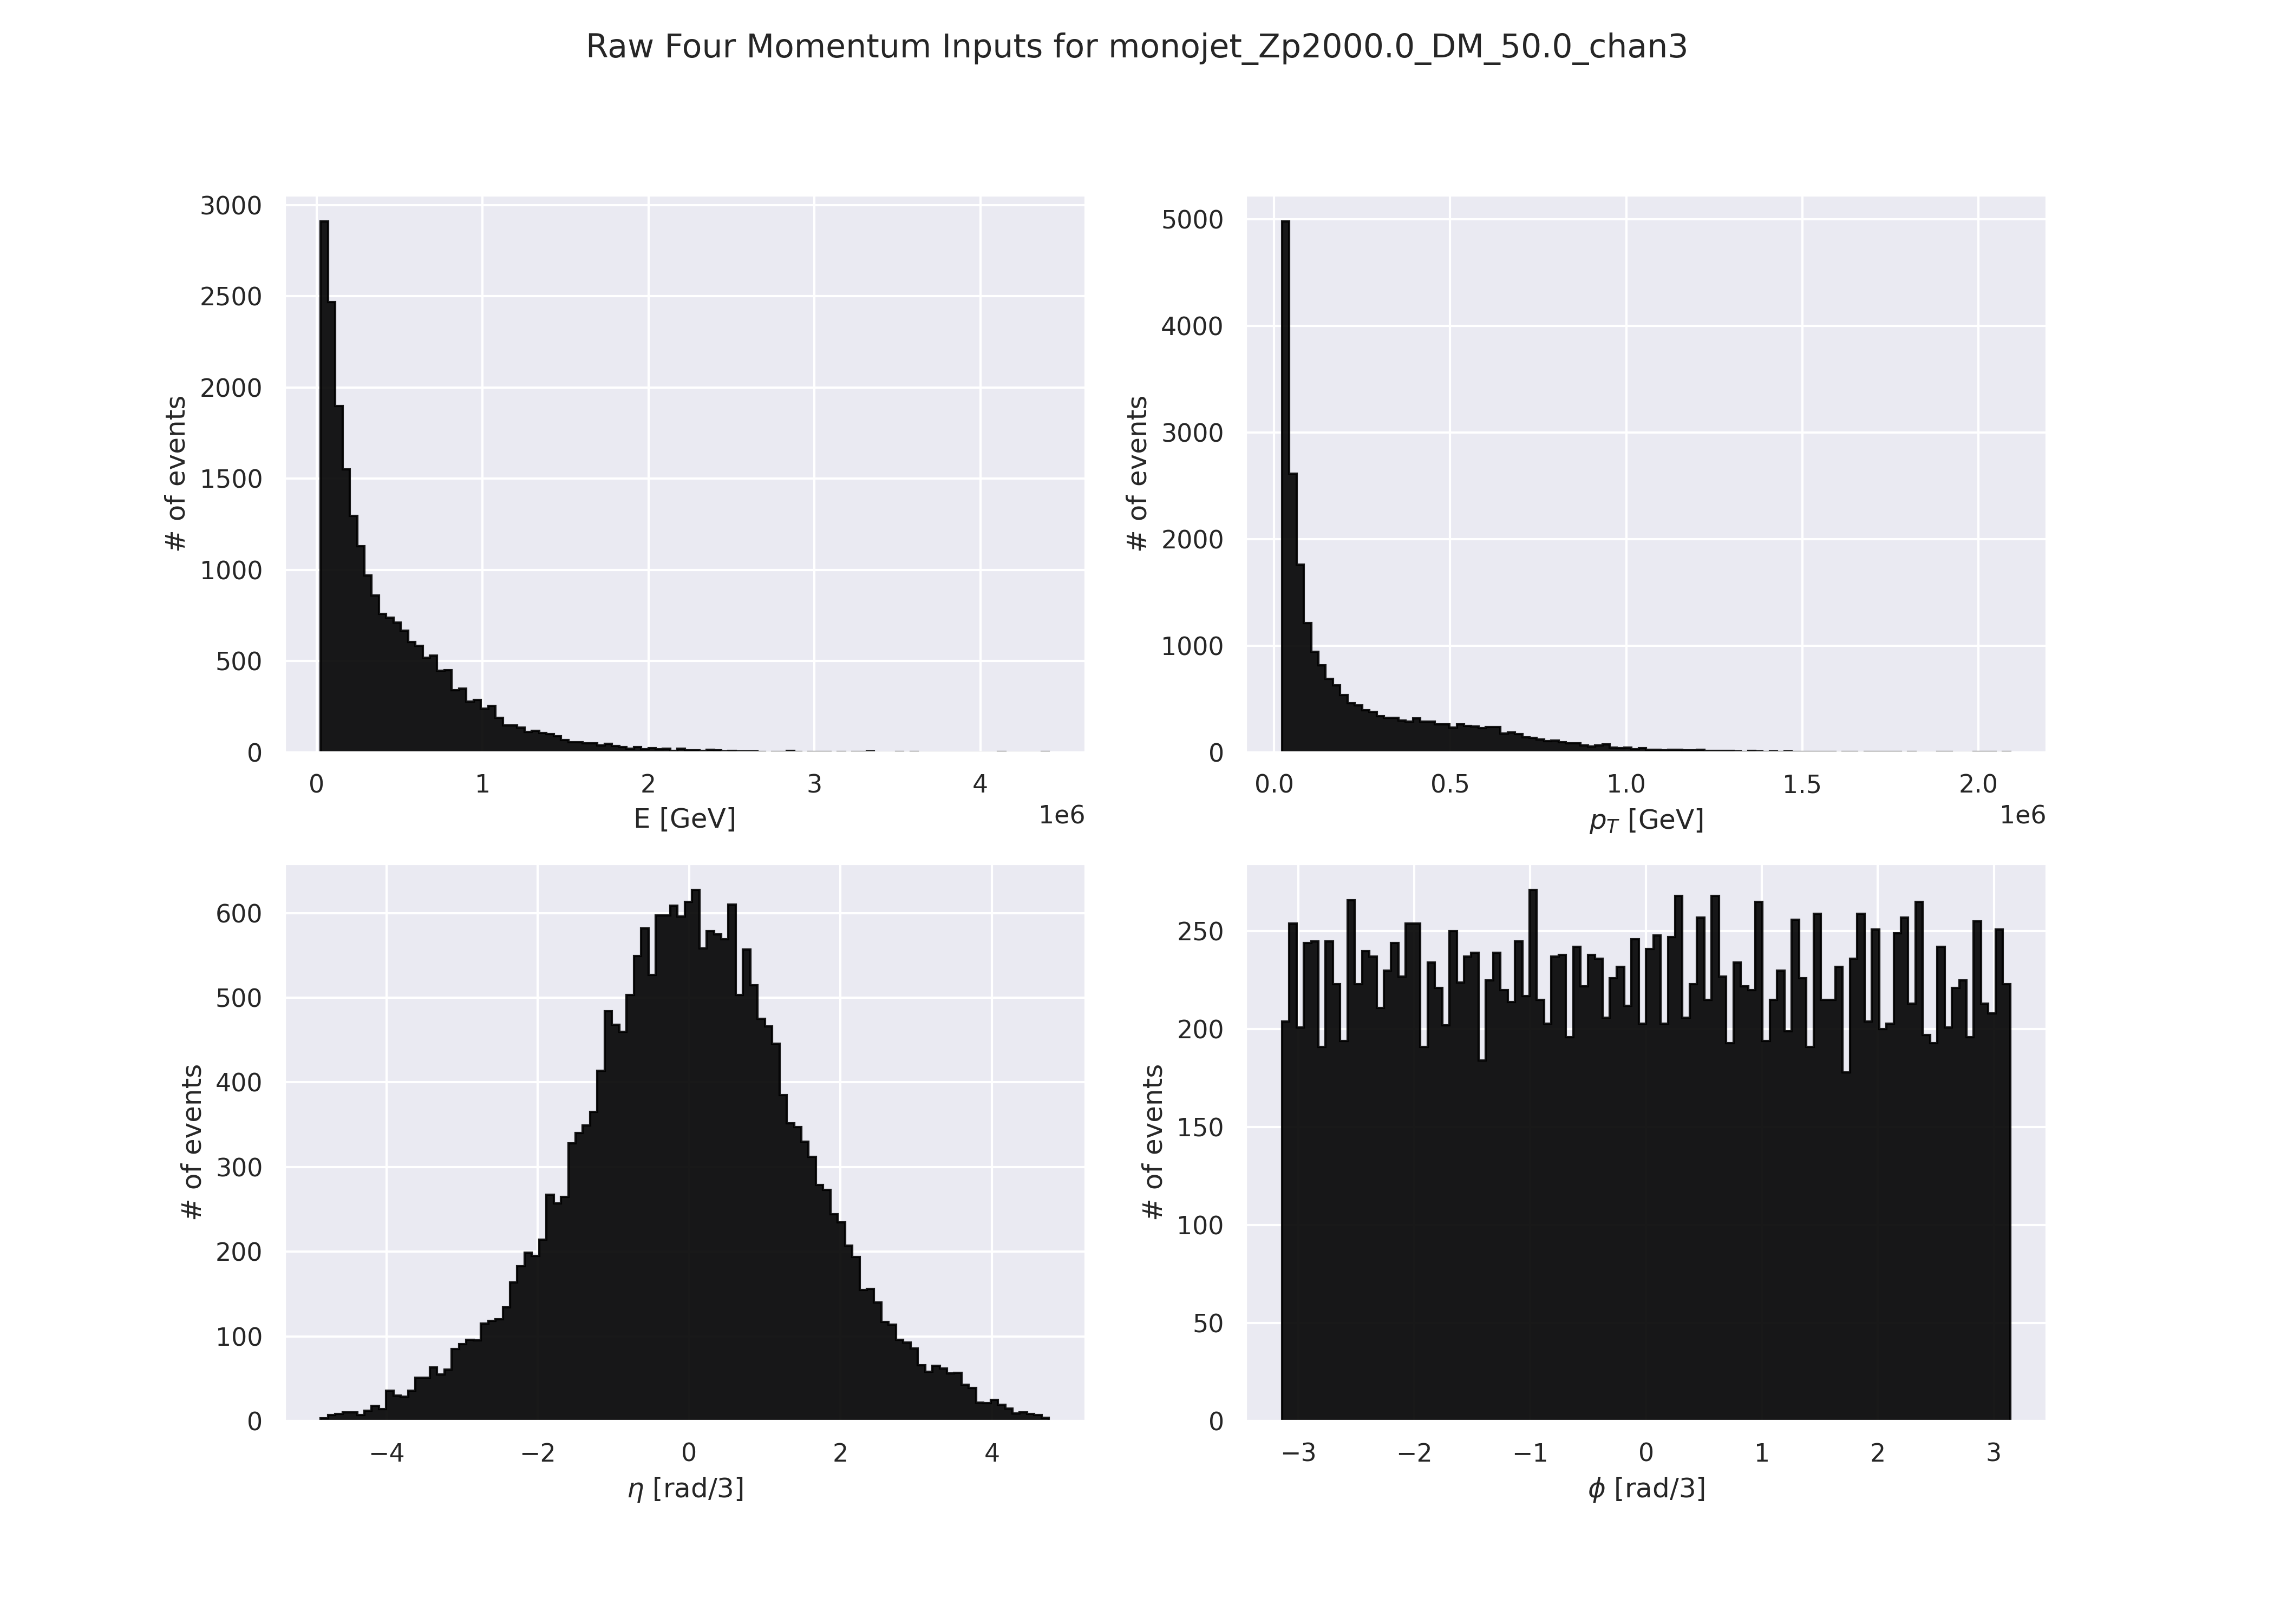 Raw Four Momentum Inputs for monojet_Zp2000.0_DM_50.0_chan3
3000
2500
2000
1500
1000
500
0
# of events
0 1 2 3 4
1e6
E [GeV]
5000
4000
3000
2000
1000
0
# of events
0.0 0.5 1.0 1.5 2.0
1e6
p_T [GeV]
600
500
400
300
200
100
0
# of events
−4 −2 0 2 4
η [rad/3]
250
200
150
100
50
0
# of events
−3 −2 −1 0 1 2 3
ϕ [rad/3]